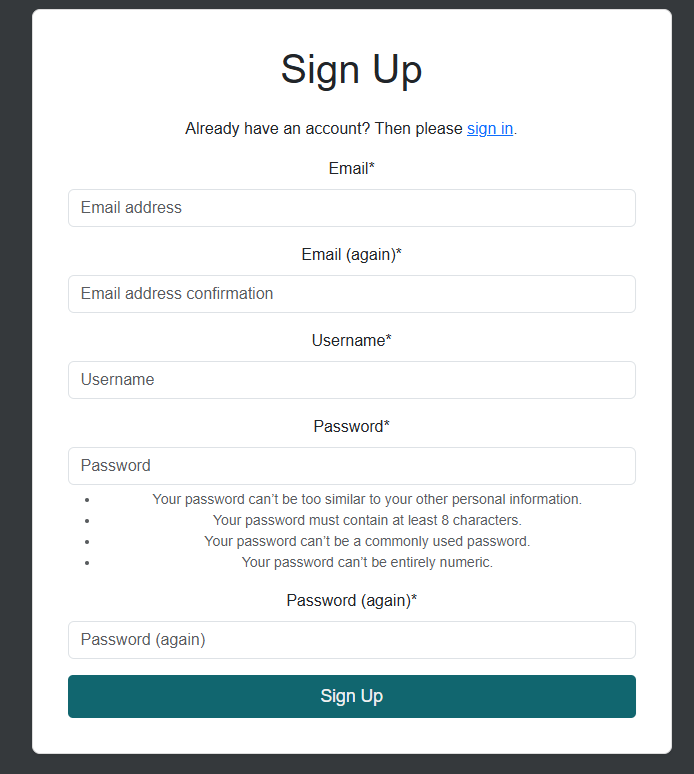 Sign Up
Already have an account? Then please sign in.
Email*
Email address
Email (again)*
Email address confirmation
Username*
Username
Password*
Password
• Your password can’t be too similar to your other personal information.
• Your password must contain at least 8 characters.
• Your password can’t be a commonly used password.
• Your password can’t be entirely numeric.
Password (again)*
Password (again)
Sign Up